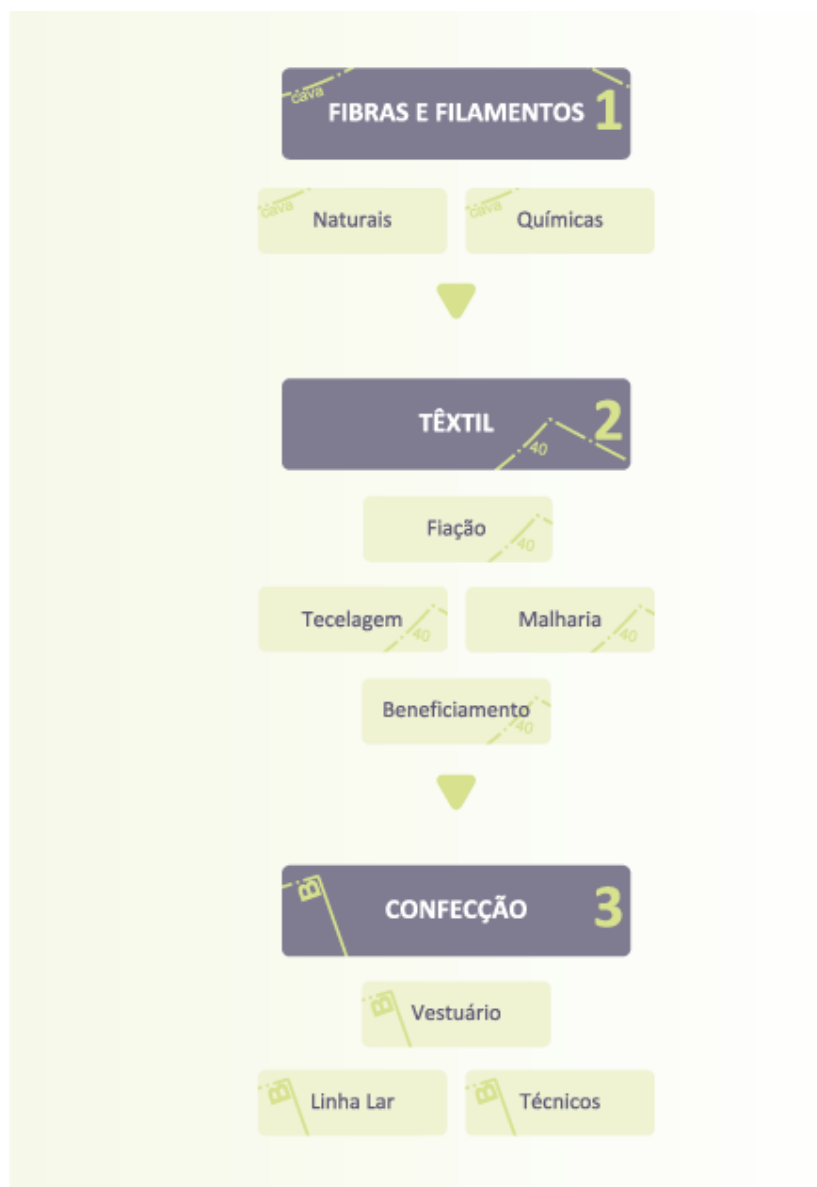 cava
FIBRAS E FILAMENTOS 1
cava
Naturais
cava
Químicas
TÊXTIL 2
40
Fiação
40
Tecelagem
40
Malharia
40
Beneficiamento
40
B
CONFECÇÃO 3
B
Vestuário
B
Linha Lar
B
Técnicos